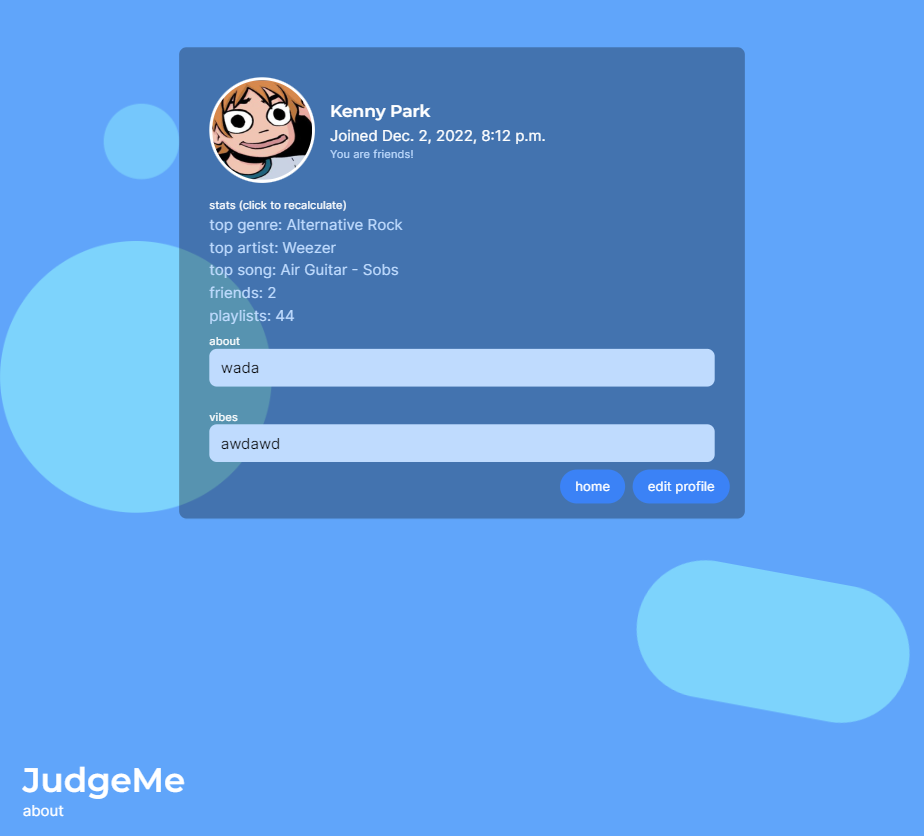 Kenny Park
Joined Dec. 2, 2022, 8:12 p.m.
You are friends!
stats (click to recalculate)
top genre: Alternative Rock
top artist: Weezer
top song: Air Guitar - Sobs
friends: 2
playlists: 44
about
wada
vibes
awdawd
home edit profile
JudgeMe
about